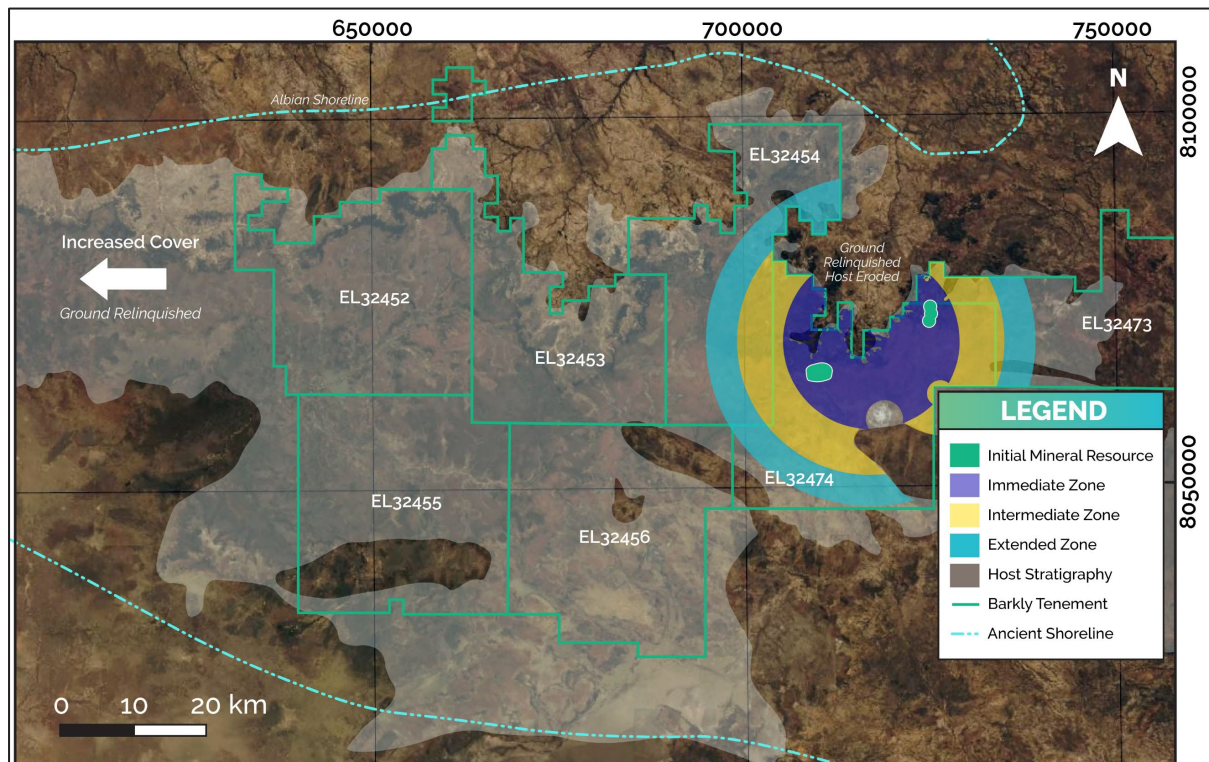 650000
700000
750000
8100000
8050000
Albian Shoreline
N
EL32454
Increased Cover
Ground Relinquished
Ground
Relinquished
Host Eroded
EL32452
EL32453
EL32473
EL32474
EL32455
EL32456
LEGEND
Initial Mineral Resource
Immediate Zone
Intermediate Zone
Extended Zone
Host Stratigraphy
Barkly Tenement
Ancient Shoreline
0 10 20 km